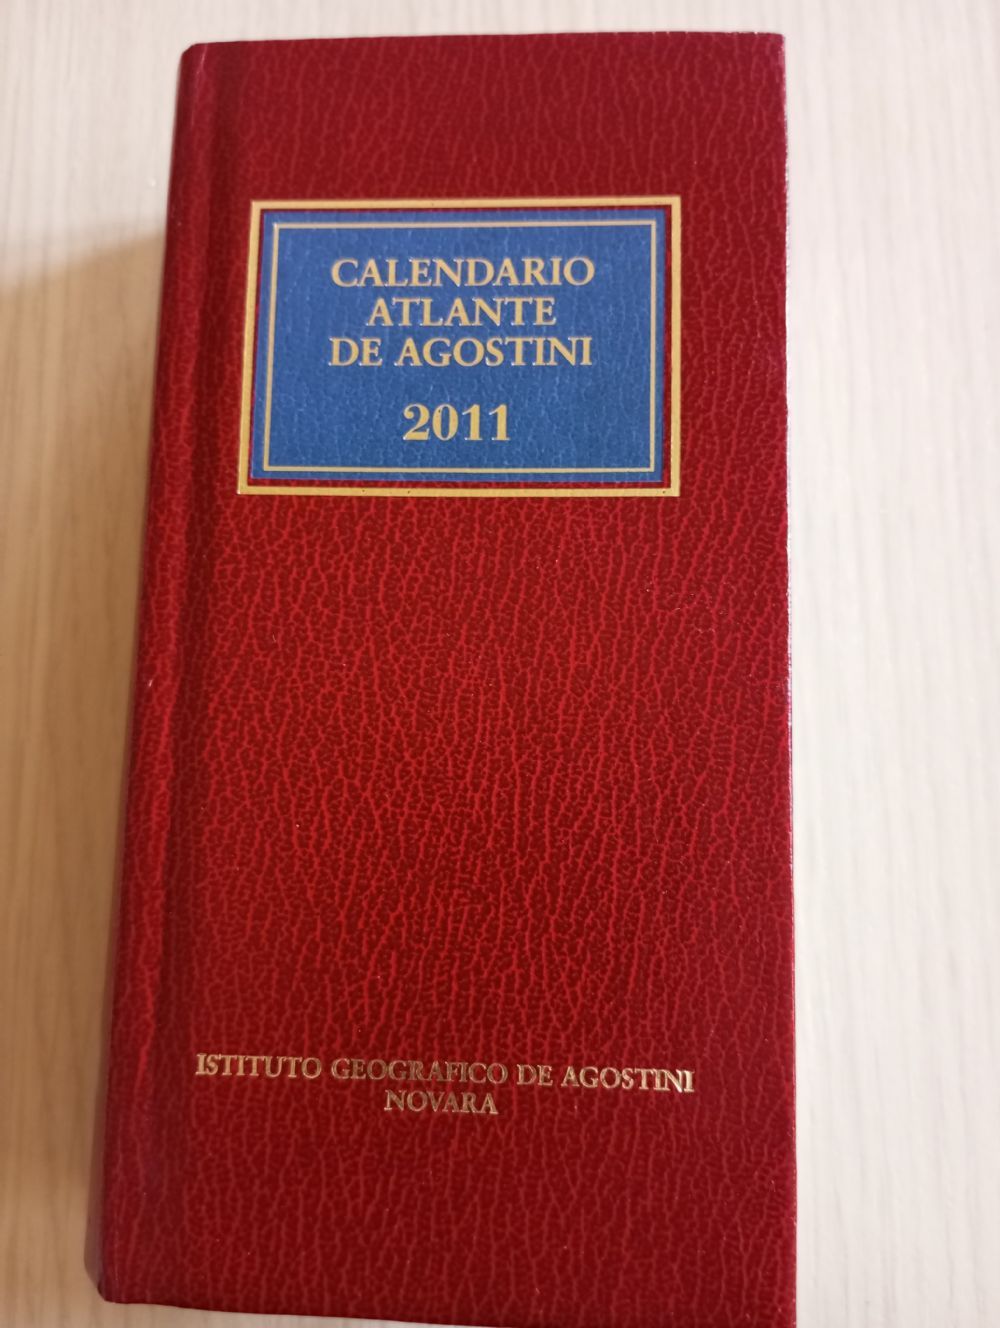 CALENDARIO
ATLANTE
DE AGOSTINI
2011
ISTITUTO GEOGRAFICO DE AGOSTINI
NOVARA